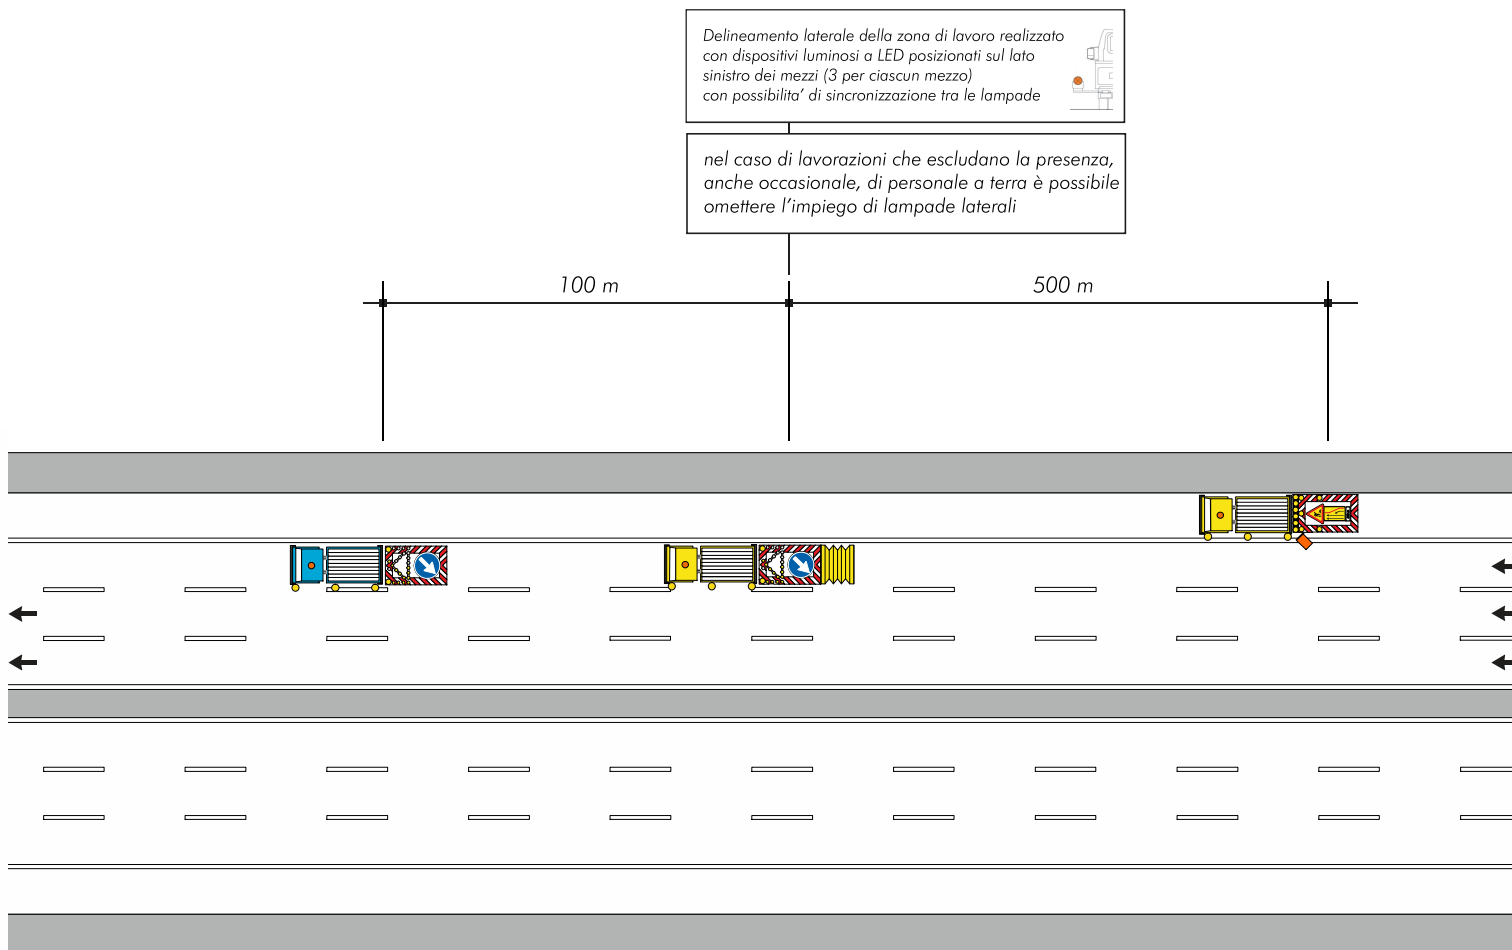 Delineamento laterale della zona di lavoro realizzato
con dispositivi luminosi a LED posizionati sul lato
sinistro dei mezzi (3 per ciascun mezzo)
con possibilita' di sincronizzazione tra le lampade
nel caso di lavorazioni che escludano la presenza,
anche occasionale, di personale a terra è possibile
omettere l'impiego di lampade laterali
100 m
500 m